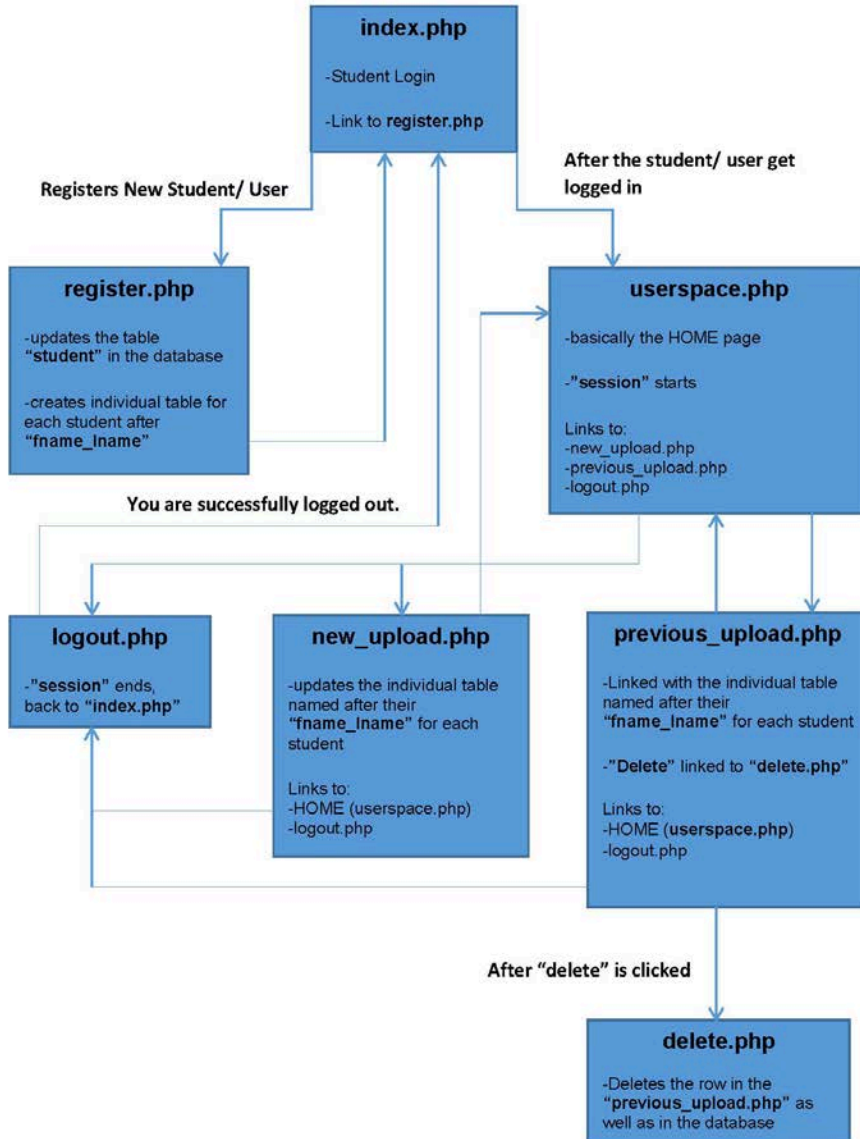 index.php
-Student Login
-Link to register.php
Registers New Student/ User
After the student/ user get
logged in
register.php
-updates the table
“student” in the database
-creates individual table for
each student after
“fname_lname”
userspace.php
-basically the HOME page
-”session” starts
Links to:
-new_upload.php
-previous_upload.php
-logout.php
You are successfully logged out.
logout.php
-”session” ends,
back to “index.php”
new_upload.php
-updates the individual table
named after their
“fname_lname” for each
student
Links to:
-HOME (userspace.php)
-logout.php
previous_upload.php
-Linked with the individual table
named after their
“fname_lname” for each student
-”Delete” linked to “delete.php”
Links to:
-HOME (userspace.php)
-logout.php
After “delete” is clicked
delete.php
-Deletes the row in the
“previous_upload.php” as
well as in the database